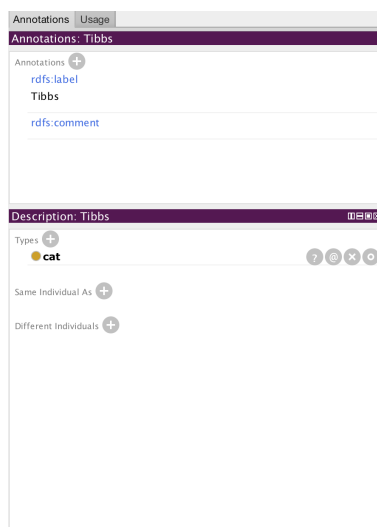 Annotations Usage
Annotations: Tibbs
Annotations
rdfs:label
Tibbs
rdfs:comment
Description: Tibbs
Types
cat
Same Individual As
Different Individuals